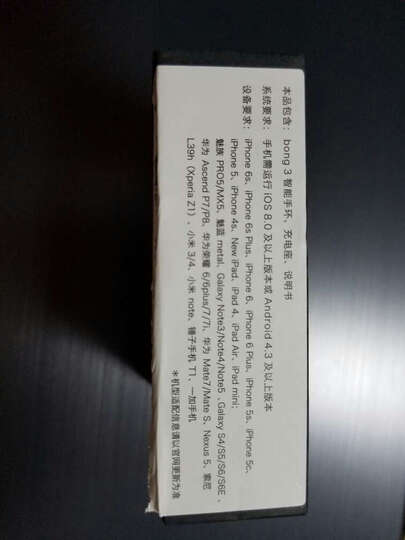 本品包含： bong 3 智能手环、充电座、说明书
系统要求： 手机需运行 iOS 8.0 及以上版本或 Android 4.3 及以上版本
设备要求： iPhone 6s、iPhone 6s Plus、iPhone 6、iPhone 6 Plus、iPhone 5s、iPhone 5c、
iPhone 5、iPhone 4s、New iPad、iPad 4、iPad Air、iPad mini；
魅族 PRO5/MX5、魅蓝 metal、Galaxy Note3/Note4/Note5、Galaxy S4/S5/S6/S6E、
华为 Ascend P7/P8、华为荣耀 6/6plus/7/7i、华为 Mate7/Mate S、Nexus 5、索尼
L39h（Xperia Z1）、小米 3/4、小米 note、锤子手机 T1、一加手机
＊机型适配信息请以官网更新为准